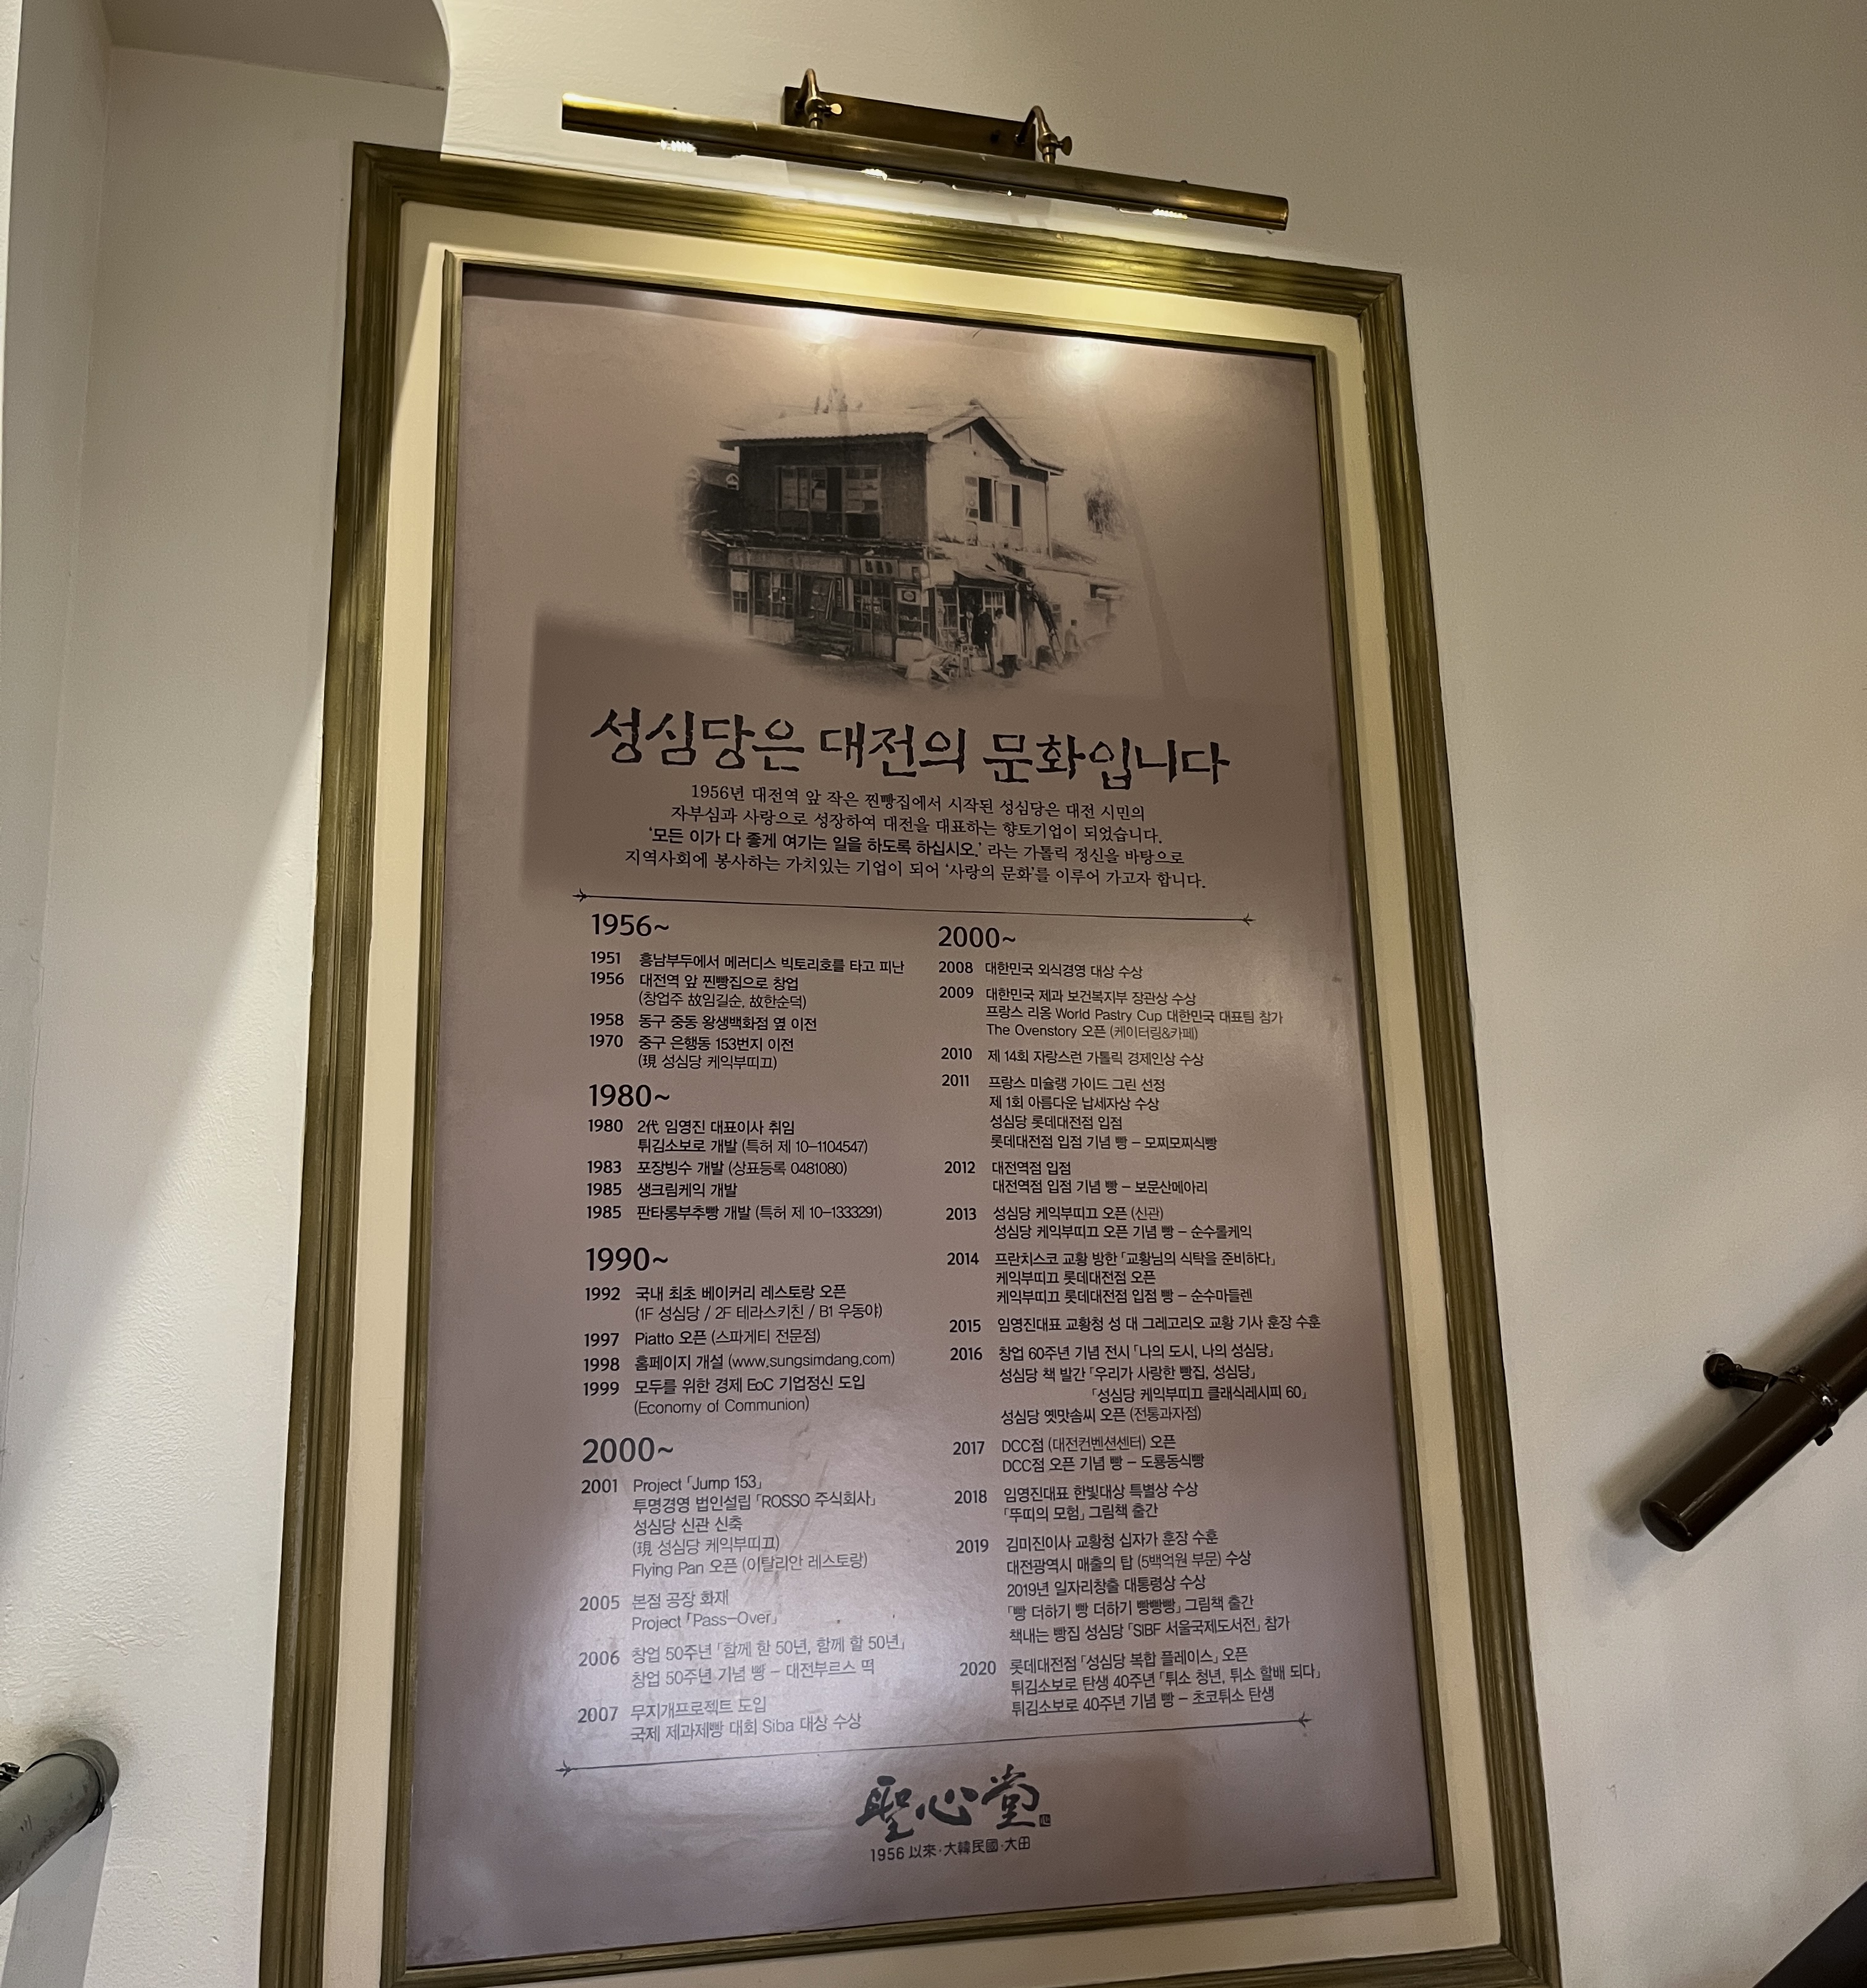 성심당은 대전의 문화입니다
1956년 대전역 앞 작은 찐빵집에서 시작된 성심당은 대전 시민의
자부심과 사랑으로 성장하여 대전을 대표하는 향토기업이 되었습니다.
'모든 이가 다 좋게 여기는 일을 하도록 하십시오.' 라는 가톨릭 정신을 바탕으로
지역사회에 봉사하는 가치있는 기업이 되어 '사랑의 문화'를 이루어 가고자 합니다.
1956~
1951 흥남부두에서 메러디스 빅토리호를 타고 피난
1956 대전역 앞 찐빵집으로 창업
(창업주 故임길순, 故한순덕)
1958 동구 중동 왕생백화점 옆 이전
1970 중구 은행동 153번지 이전
(現 성심당 케익부띠끄)
1980~
1980 2代 임영진 대표이사 취임
튀김소보로 개발 (특허 제 10-1104547)
1983 포장빙수 개발 (상표등록 0481080)
1985 생크림케익 개발
1985 판타롱부추빵 개발 (특허 제 10-1333291)
1990~
1992 국내 최초 베이커리 레스토랑 오픈
(1F 성심당 / 2F 테라스키친 / B1 우동야)
1997 Piatto 오픈 (스파게티 전문점)
1998 홈페이지 개설 (www.sungsimdang.com)
1999 모두를 위한 경제 EoC 기업정신 도입
(Economy of Communion)
2000~
2001 Project「Jump 153」
투명경영 법인설립「ROSSO 주식회사」
성심당 신관 신축
(現 성심당 케익부띠끄)
Flying Pan 오픈 (이탈리안 레스토랑)
2005 본점 공장 화재
Project「Pass-Over」
2006 창업 50주년「함께 한 50년, 함께 할 50년」
창업 50주년 기념 빵 - 대전부르스 떡
2007 무지개프로젝트 도입
국제 제과제빵 대회 Siba 대상 수상
2000~
2008 대한민국 외식경영 대상 수상
2009 대한민국 제과 보건복지부 장관상 수상
프랑스 리옹 World Pastry Cup 대한민국 대표팀 참가
The Ovenstory 오픈 (케이터링&카페)
2010 제 14회 자랑스런 가톨릭 경제인상 수상
2011 프랑스 미슐랭 가이드 그린 선정
제 1회 아름다운 납세자상 수상
성심당 롯데대전점 입점
롯데대전점 입점 기념 빵 - 모찌모찌식빵
2012 대전역점 입점
대전역점 입점 기념 빵 - 보문산메아리
2013 성심당 케익부띠끄 오픈 (신관)
성심당 케익부띠끄 오픈 기념 빵 - 순수롤케익
2014 프란치스코 교황 방한「교황님의 식탁을 준비하다」
케익부띠끄 롯데대전점 오픈
케익부띠끄 롯데대전점 입점 빵 - 순수마들렌
2015 임영진대표 교황청 성 대 그레고리오 교황 기사 훈장 수훈
2016 창업 60주년 기념 전시「나의 도시, 나의 성심당」
성심당 책 발간「우리가 사랑한 빵집, 성심당」
「성심당 케익부띠끄 클래식레시피 60」
성심당 옛맛솜씨 오픈 (전통과자점)
2017 DCC점 (대전컨벤션센터) 오픈
DCC점 오픈 기념 빵 - 도룡동식빵
2018 임영진대표 한빛대상 특별상 수상
「뚜띠의 모험」그림책 출간
2019 김미진이사 교황청 십자가 훈장 수훈
대전광역시 매출의 탑 (5백억원 부문) 수상
2019년 일자리창출 대통령상 수상
「빵 더하기 빵 더하기 빵빵빵」그림책 출간
책내는 빵집 성심당「SIBF 서울국제도서전」참가
2020 롯데대전점「성심당 복합 플레이스」오픈
튀김소보로 탄생 40주년「튀소 청년, 튀소 할배 되다」
튀김소보로 40주년 기념 빵 - 초코튀소 탄생
聖心堂
1956 以来·大韓民國·大田